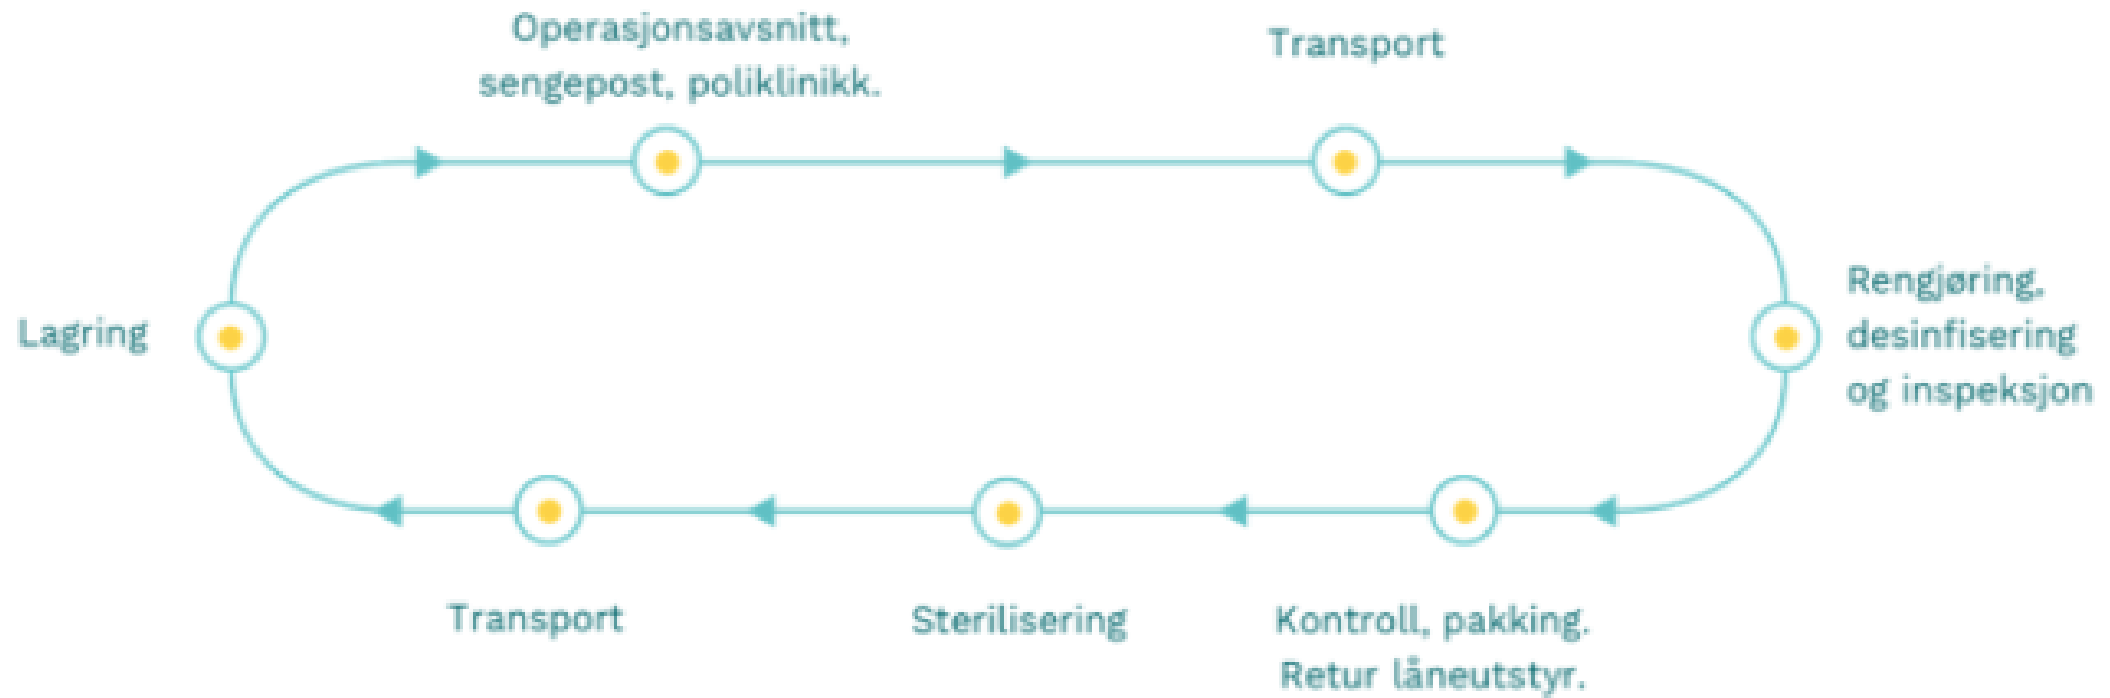 Operasjonsavsnitt,
sengepost, poliklinikk.
Transport
Rengjøring,
desinfisering
og inspeksjon
Kontroll, pakking.
Retur låneutstyr.
Sterilisering
Transport
Lagring